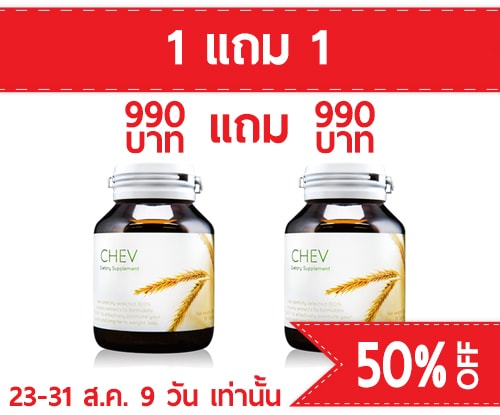 1 แถม 1
990 990
บาท แถม บาท
CHEV CHEV
Dietary Supplement Dietary Supplement
50% OFF
23-31 ส.ค. 9 วัน เท่านั้น